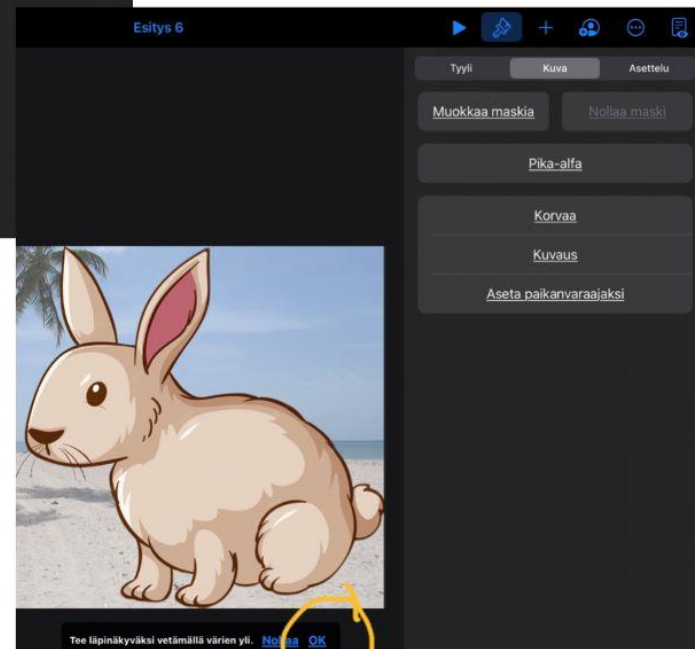 Esitys 6
Tyyli Kuva Asettelu
Muokkaa maskia Nollaa maski
Pika-alfa
Korvaa
Kuvaus
Aseta paikanvaraajaksi
Tee läpinäkyväksi vetämällä värien yli. Nollaa OK